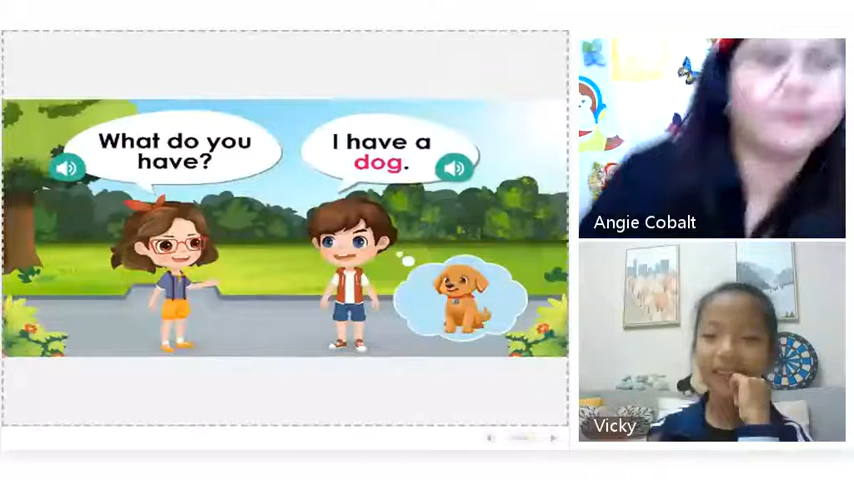 What do you
have?
I have a
dog.
Angie Cobalt
Vicky